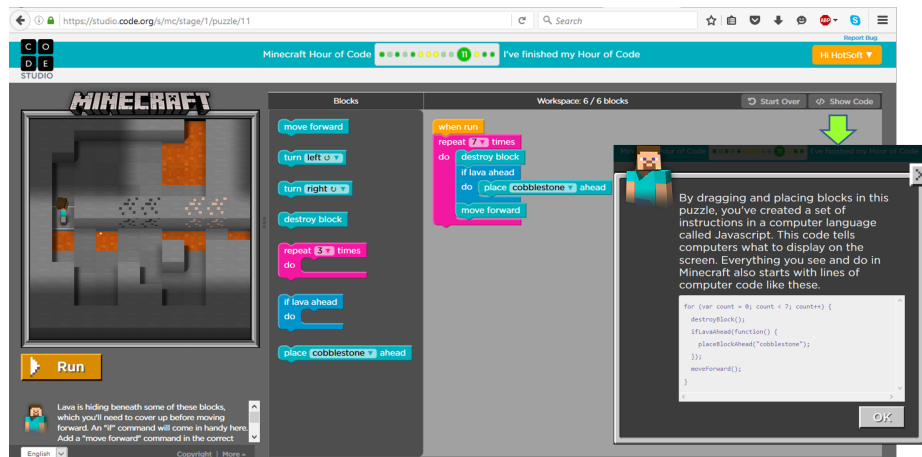 https://studio.code.org/s/mc/stage/1/puzzle/11
Search
Report Bug
C O
D E
STUDIO
Minecraft Hour of Code
11
I've finished my Hour of Code
Hi HotSoft
MINECRAFT
Blocks
Workspace: 6 / 6 blocks
Start Over
Show Code
move forward
turn left
turn right
destroy block
repeat 3 times
do
if lava ahead
do
place cobblestone ahead
when run
repeat 7 times
do destroy block
if lava ahead
do place cobblestone ahead
move forward
By dragging and placing blocks in this
puzzle, you've created a set of
instructions in a computer language
called Javascript. This code tells
computers what to display on the
screen. Everything you see and do in
Minecraft also starts with lines of
computer code like these.
for (var count = 0; count < 7; count++) {
destroyBlock();
ifLavaAhead(function() {
placeBlockAhead("cobblestone");
});
moveForward();
}
OK
Run
Lava is hiding beneath some of these blocks,
which you'll need to cover up before moving
forward. An "if" command will come in handy here.
Add a "move forward" command in the correct
English
Copyright | More